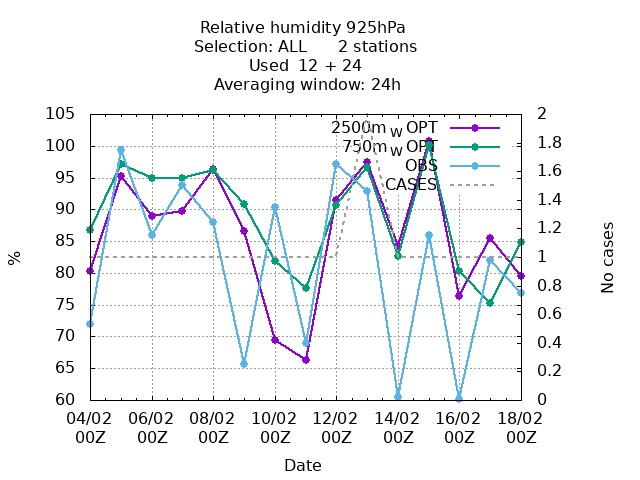 Relative humidity 925hPa
Selection: ALL      2 stations
Used  12 + 24
Averaging window: 24h
105
100
95
90
85
80
75
70
65
60
2
1.8
1.6
1.4
1.2
1
0.8
0.6
0.4
0.2
0
2500m w OPT
750m w OPT
OBS
CASES
%
No cases
04/02 06/02 08/02 10/02 12/02 14/02 16/02 18/02
00Z 00Z 00Z 00Z 00Z 00Z 00Z 00Z
Date